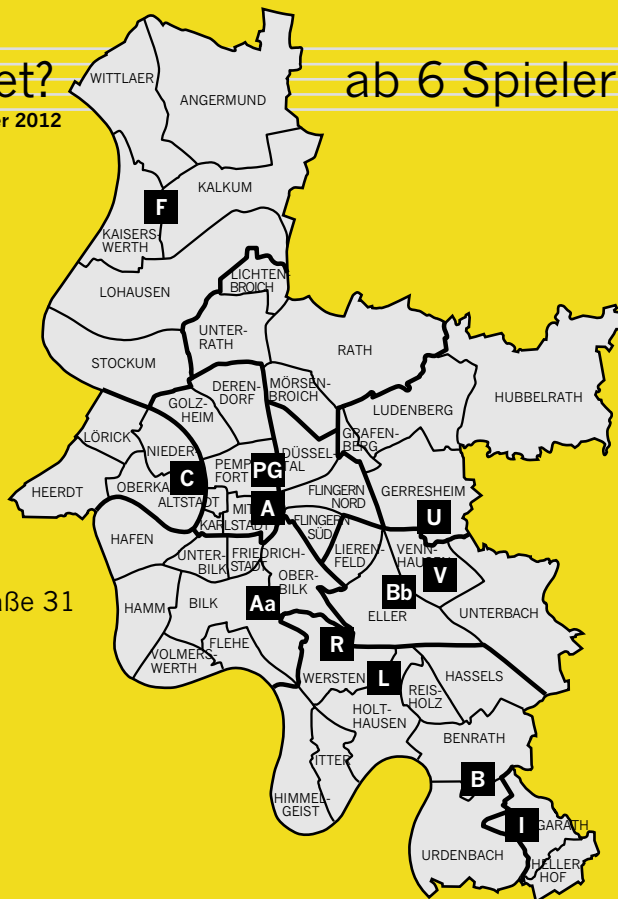 et?
ab 6 Spieler
er 2012
WITTLAER
ANGERMUND
KALKUM
F
KAISERS-
WERTH
LICHTEN-
BROICH
LOHAUSEN
UNTER-
RATH
RATH
STOCKUM
DEREN-
DORF
MÖRSEN-
BROICH
HUBBELRATH
GOLZ-
HEIM
LUDENBERG
LÖRICK
GRAFEN-
BERG
NIEDER-
DÜSSEL-
TAL
PEMP
FORT
PG
C
OBERKA
HEERDT
ALTSTADT
FLINGERN
NORD
GERRESHEIM
MIT
A
KARLSTADT
FLINGERN
SÜD
U
HAFEN
UNTER-
BILK
FRIEDRICH-
STADT
LIEREN-
FELD
VENN-
HAUSEN
V
OBER-
BILK
Bb
aße 31
HAMM
BILK
Aa
ELLER
UNTERBACH
VOLMERS-
WERTH
FLEHE
R
WERSTEN
L
REIS-
HOLZ
HASSELS
HOLT-
HAUSEN
BENRATH
ITTER
B
HIMMEL-
GEIST
I
GARATH
URDENBACH
HELLER-
HOF